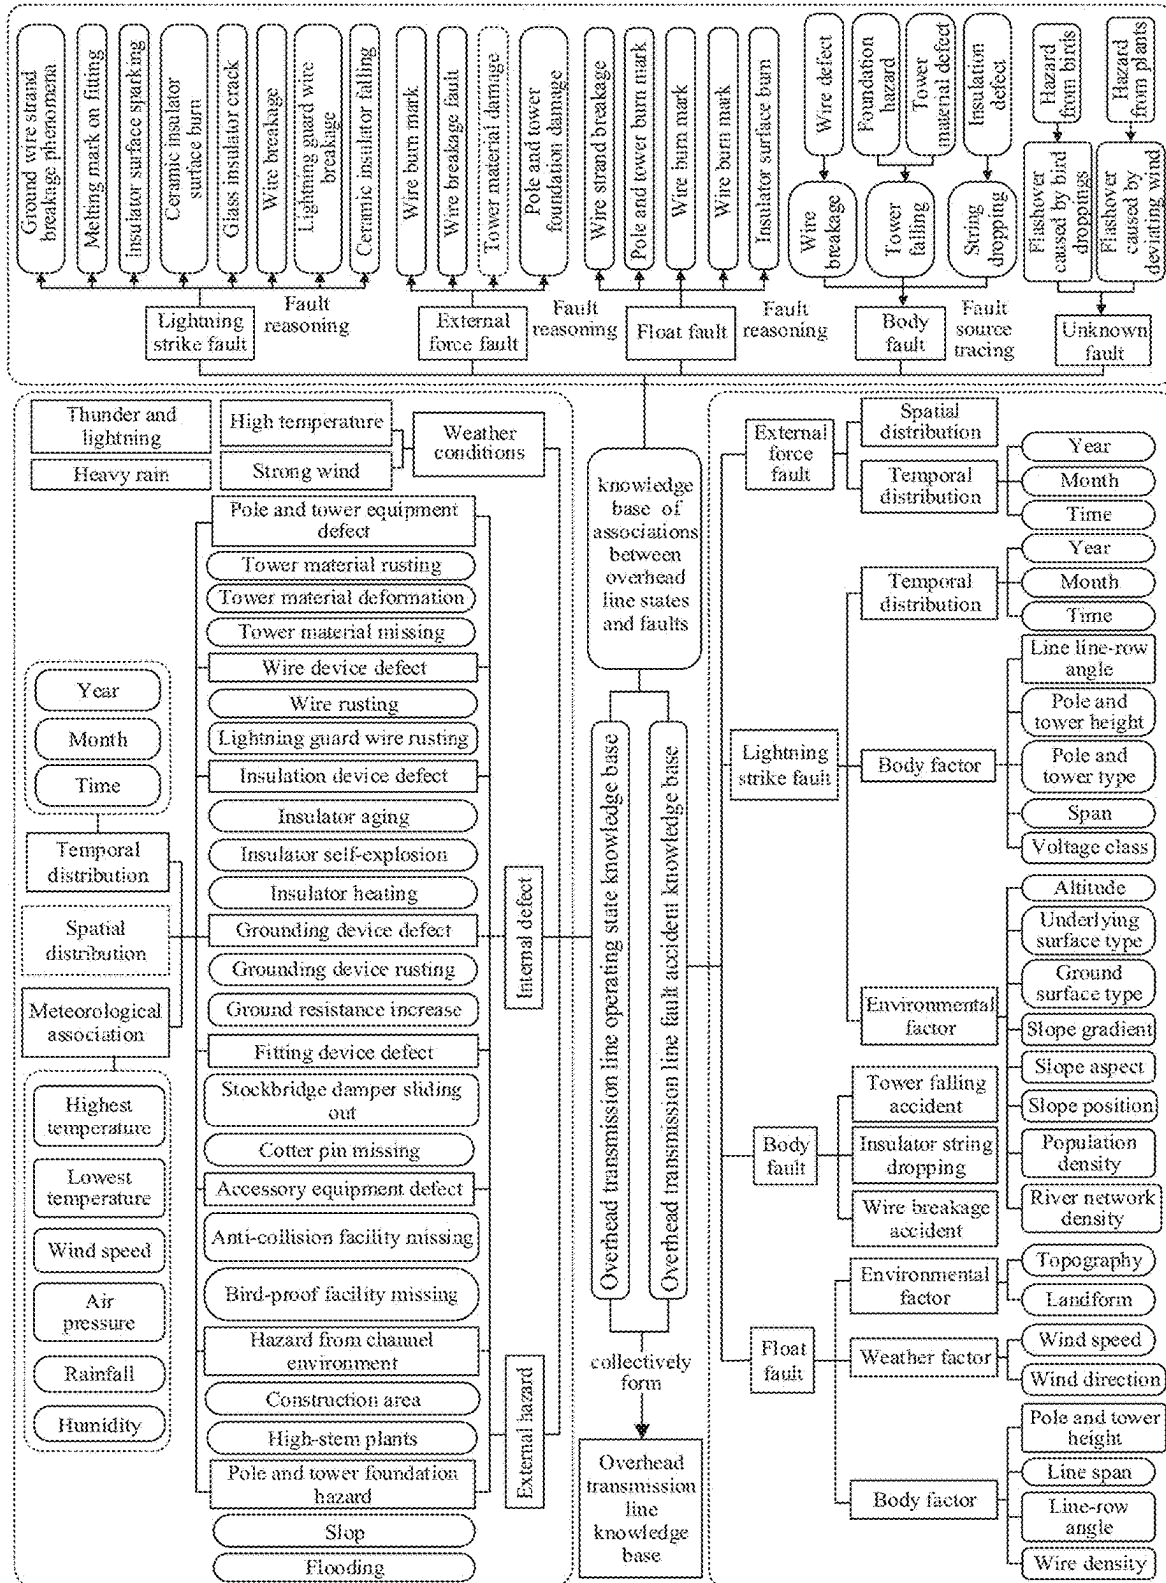 Ground wire strand
breakage phenomena
Melting mark on fitting
Insulator surface sparking
Ceramic insulator
surface burn
Glass insulator crack
Wire breakage
Lightning guard wire
breakage
Ceramic insulator falling
Wire burn mark
Wire breakage fault
Tower material damage
Pole and tower
foundation damage
Wire strand breakage
Pole and tower burn mark
Wire burn mark
Wire burn mark
Insulator surface burn
Wire defect
Foundation
hazard
Tower
material defect
Insulation
defect
Hazard
from birds
Hazard
from plants
Wire
breakage
Tower
falling
String
dropping
Flashover
caused by bird
droppings
Flashover
caused by
deviating wind
Lightning
strike fault
Fault
reasoning
External
force fault
Fault
reasoning
Float fault
Fault
reasoning
Body
fault
Fault
source
tracing
Unknown
fault
Thunder and
lightning
Heavy rain
High temperature
Strong wind
Weather
conditions
Pole and tower equipment
defect
Tower material rusting
Tower material deformation
Tower material missing
Wire device defect
Wire rusting
Lightning guard wire rusting
Insulation device defect
Insulator aging
Insulator self-explosion
Insulator heating
Grounding device defect
Grounding device rusting
Ground resistance increase
Fitting device defect
Stockbridge damper sliding
out
Cotter pin missing
Accessory equipment defect
Anti-collision facility missing
Bird-proof facility missing
Hazard from channel
environment
Construction area
High-stem plants
Pole and tower foundation
hazard
Slop
Flooding
Year
Month
Time
Temporal
distribution
Spatial
distribution
Meteorological
association
Highest
temperature
Lowest
temperature
Wind speed
Air
pressure
Rainfall
Humidity
Internal defect
External hazard
knowledge
base of
associations
between
overhead
line states
and faults
Overhead transmission line operating state knowledge base
Overhead transmission line fault accident knowledge base
collectively
form
Overhead
transmission
line
knowledge
base
External
force
fault
Spatial
distribution
Temporal
distribution
Year
Month
Time
Lightning
strike fault
Temporal
distribution
Year
Month
Time
Body factor
Line line-row
angle
Pole and
tower height
Pole and
tower type
Span
Voltage class
Environmental
factor
Altitude
Underlying
surface type
Ground
surface type
Slope gradient
Slope aspect
Slope position
Population
density
River network
density
Body
fault
Tower falling
accident
Insulator string
dropping
Wire breakage
accident
Float
fault
Environmental
factor
Topography
Landform
Weather factor
Wind speed
Wind direction
Body factor
Pole and tower
height
Line span
Line-row
angle
Wire density